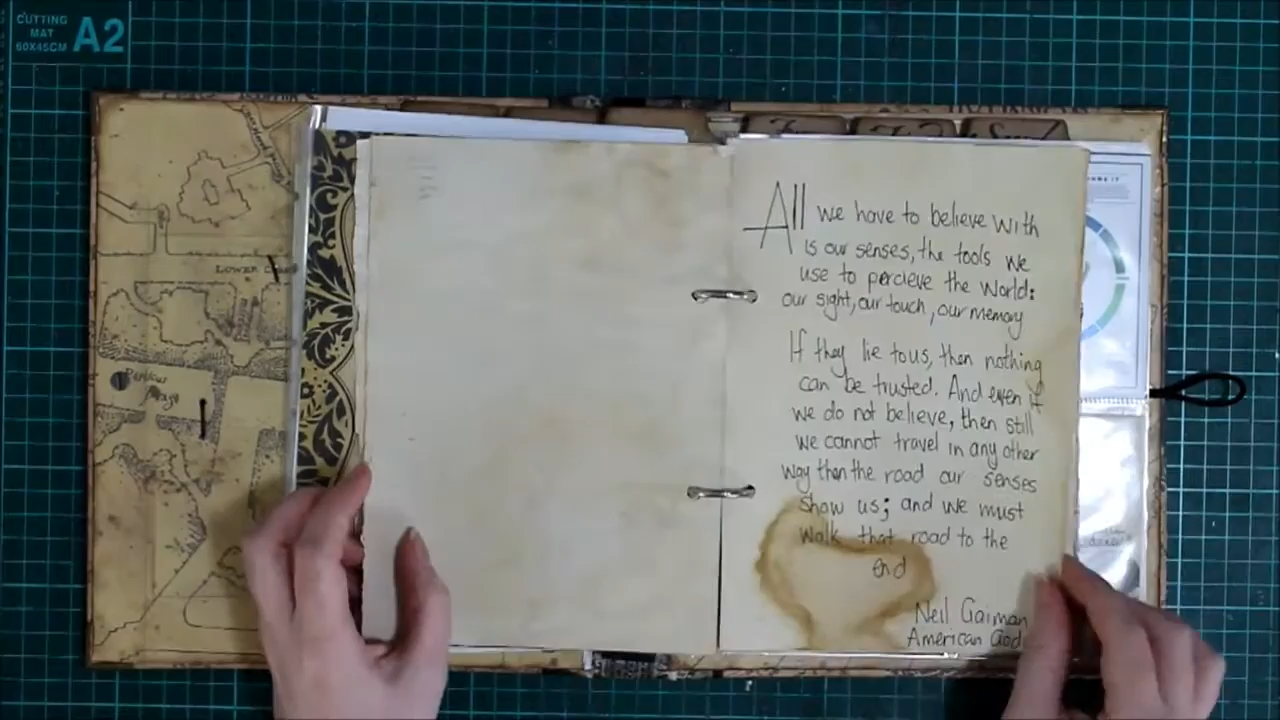 CUTTING
MAT
60X45CM
A2
LOWER
All we have to believe with
is our senses, the tools we
use to percieve the world:
our sight, our touch, our memory
If they lie to us, then nothing
can be trusted. And even if
we do not believe, then still
we cannot travel in any other
way then the road our senses
show us; and we must
walk that road to the
end
Neil Gaiman
American God